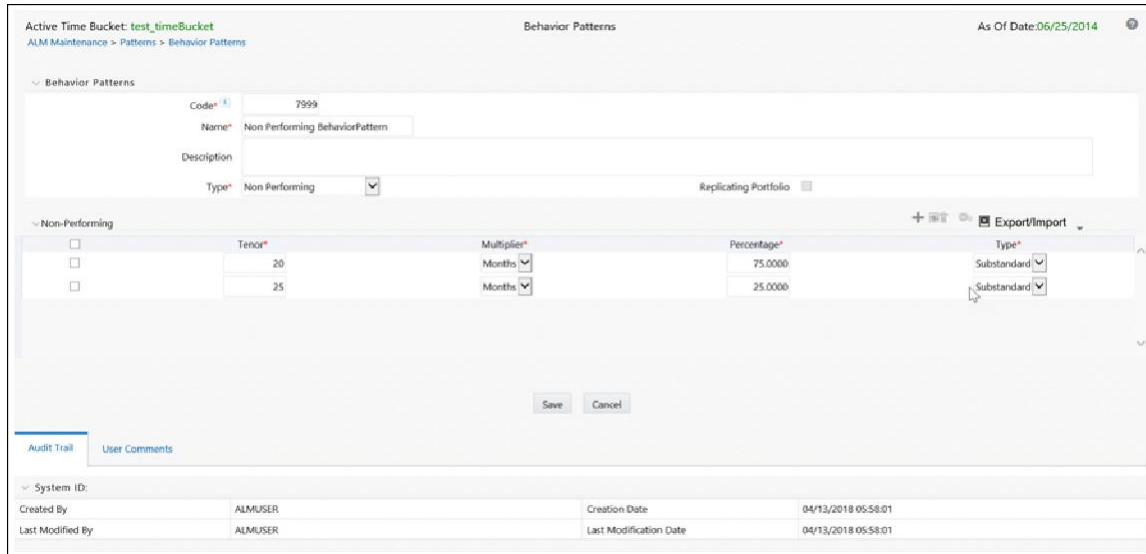 Active Time Bucket: test_timeBucket Behavior Patterns As Of Date:06/25/2014
ALM Maintenance > Patterns > Behavior Patterns
Behavior Patterns
Code* 7999
Name* Non Performing BehaviorPattern
Description
Type* Non Performing Replicating Portfolio
Non-Performing Export/Import
Tenor* Multiplier* Percentage* Type*
20 Months 75.0000 Substandard
25 Months 25.0000 Substandard
Save Cancel
Audit Trail User Comments
System ID:
Created By ALMUSER Creation Date 04/13/2018 05:58:01
Last Modified By ALMUSER Last Modification Date 04/13/2018 05:58:01